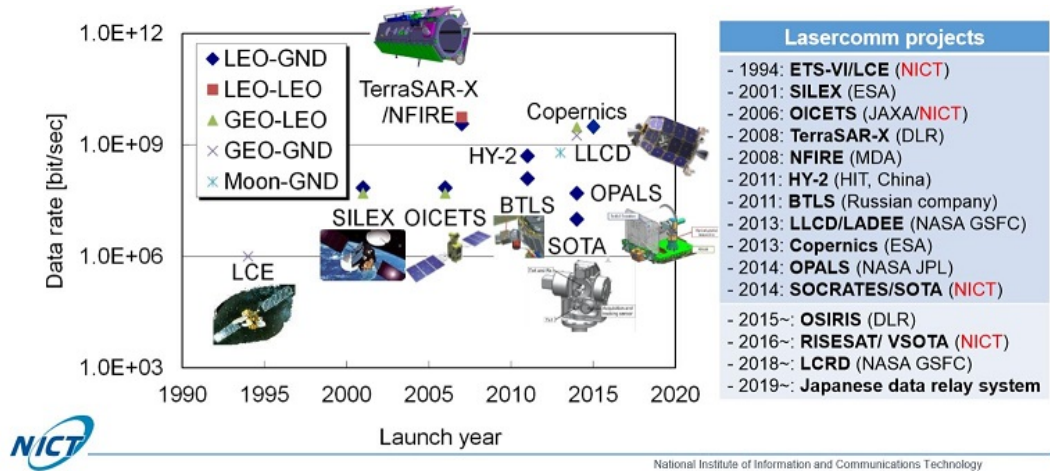 1.0E+12
1.0E+09
1.0E+06
1.0E+03
Data rate [bit/sec]
LEO-GND
LEO-LEO
GEO-LEO
GEO-GND
Moon-GND
TerraSAR-X
/NFIRE
Copernics
HY-2
LLCD
BTLS
OPALS
SILEX
OICETS
SOTA
LCE
1990
1995
2000
2005
2010
2015
2020
Launch year
Lasercomm projects
- 1994: ETS-VI/LCE (NICT)
- 2001: SILEX (ESA)
- 2006: OICETS (JAXA/NICT)
- 2008: TerraSAR-X (DLR)
- 2008: NFIRE (MDA)
- 2011: HY-2 (HIT, China)
- 2011: BTLS (Russian company)
- 2013: LLCD/LADEE (NASA GSFC)
- 2013: Copernics (ESA)
- 2014: OPALS (NASA JPL)
- 2014: SOCRATES/SOTA (NICT)
- 2015~: OSIRIS (DLR)
- 2016~: RISESAT/ VSOTA (NICT)
- 2018~: LCRD (NASA GSFC)
- 2019~: Japanese data relay system
NICT
National Institute of Information and Communications Technology